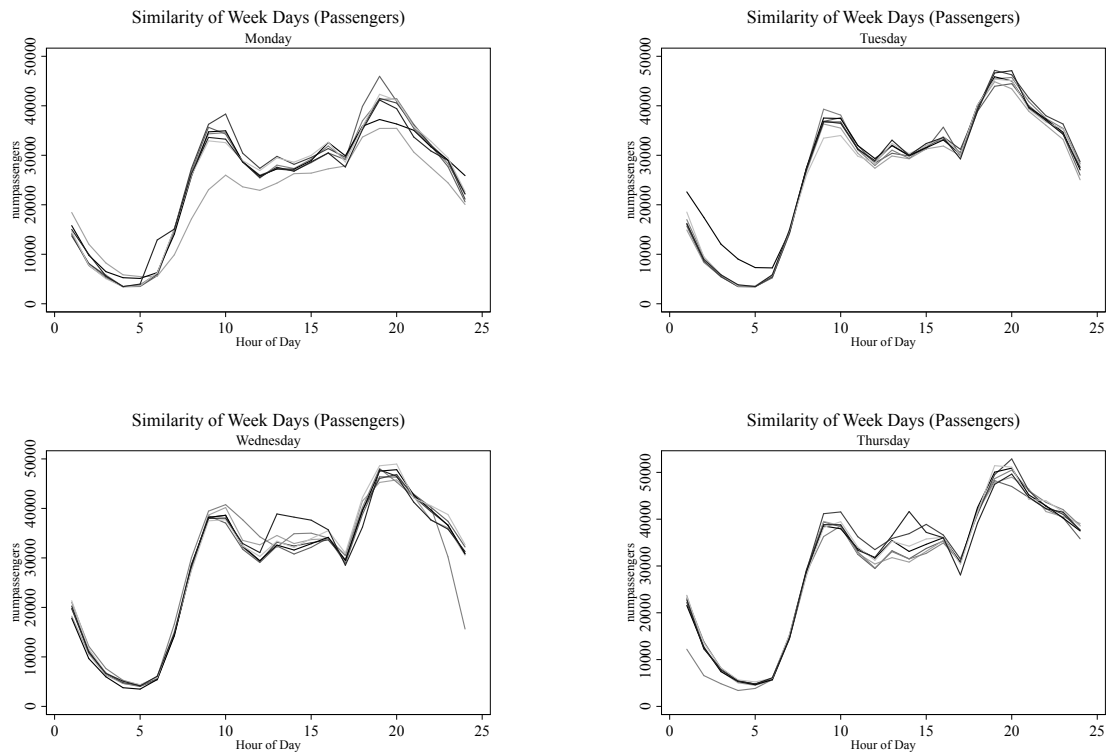 Similarity of Week Days (Passengers)
Monday
numpassengers
50000
40000
30000
20000
10000
0
0 5 10 15 20 25
Hour of Day
Similarity of Week Days (Passengers)
Tuesday
numpassengers
50000
40000
30000
20000
10000
0
0 5 10 15 20 25
Hour of Day
Similarity of Week Days (Passengers)
Wednesday
numpassengers
50000
40000
30000
20000
10000
0
0 5 10 15 20 25
Hour of Day
Similarity of Week Days (Passengers)
Thursday
numpassengers
50000
40000
30000
20000
10000
0
0 5 10 15 20 25
Hour of Day